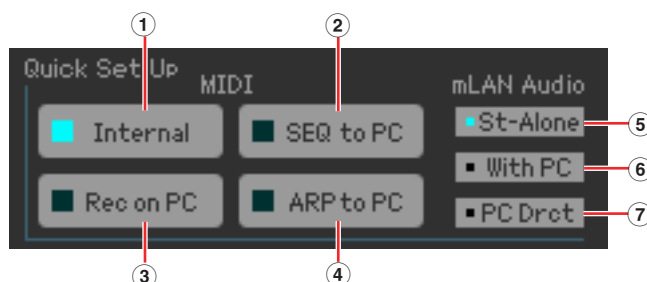 ① ②
Quick Set Up
MIDI
mLAN Audio
Internal
SEQ to PC
St-Alone ⑤
With PC ⑥
Rec on PC
ARP to PC
PC Drct ⑦
③ ④